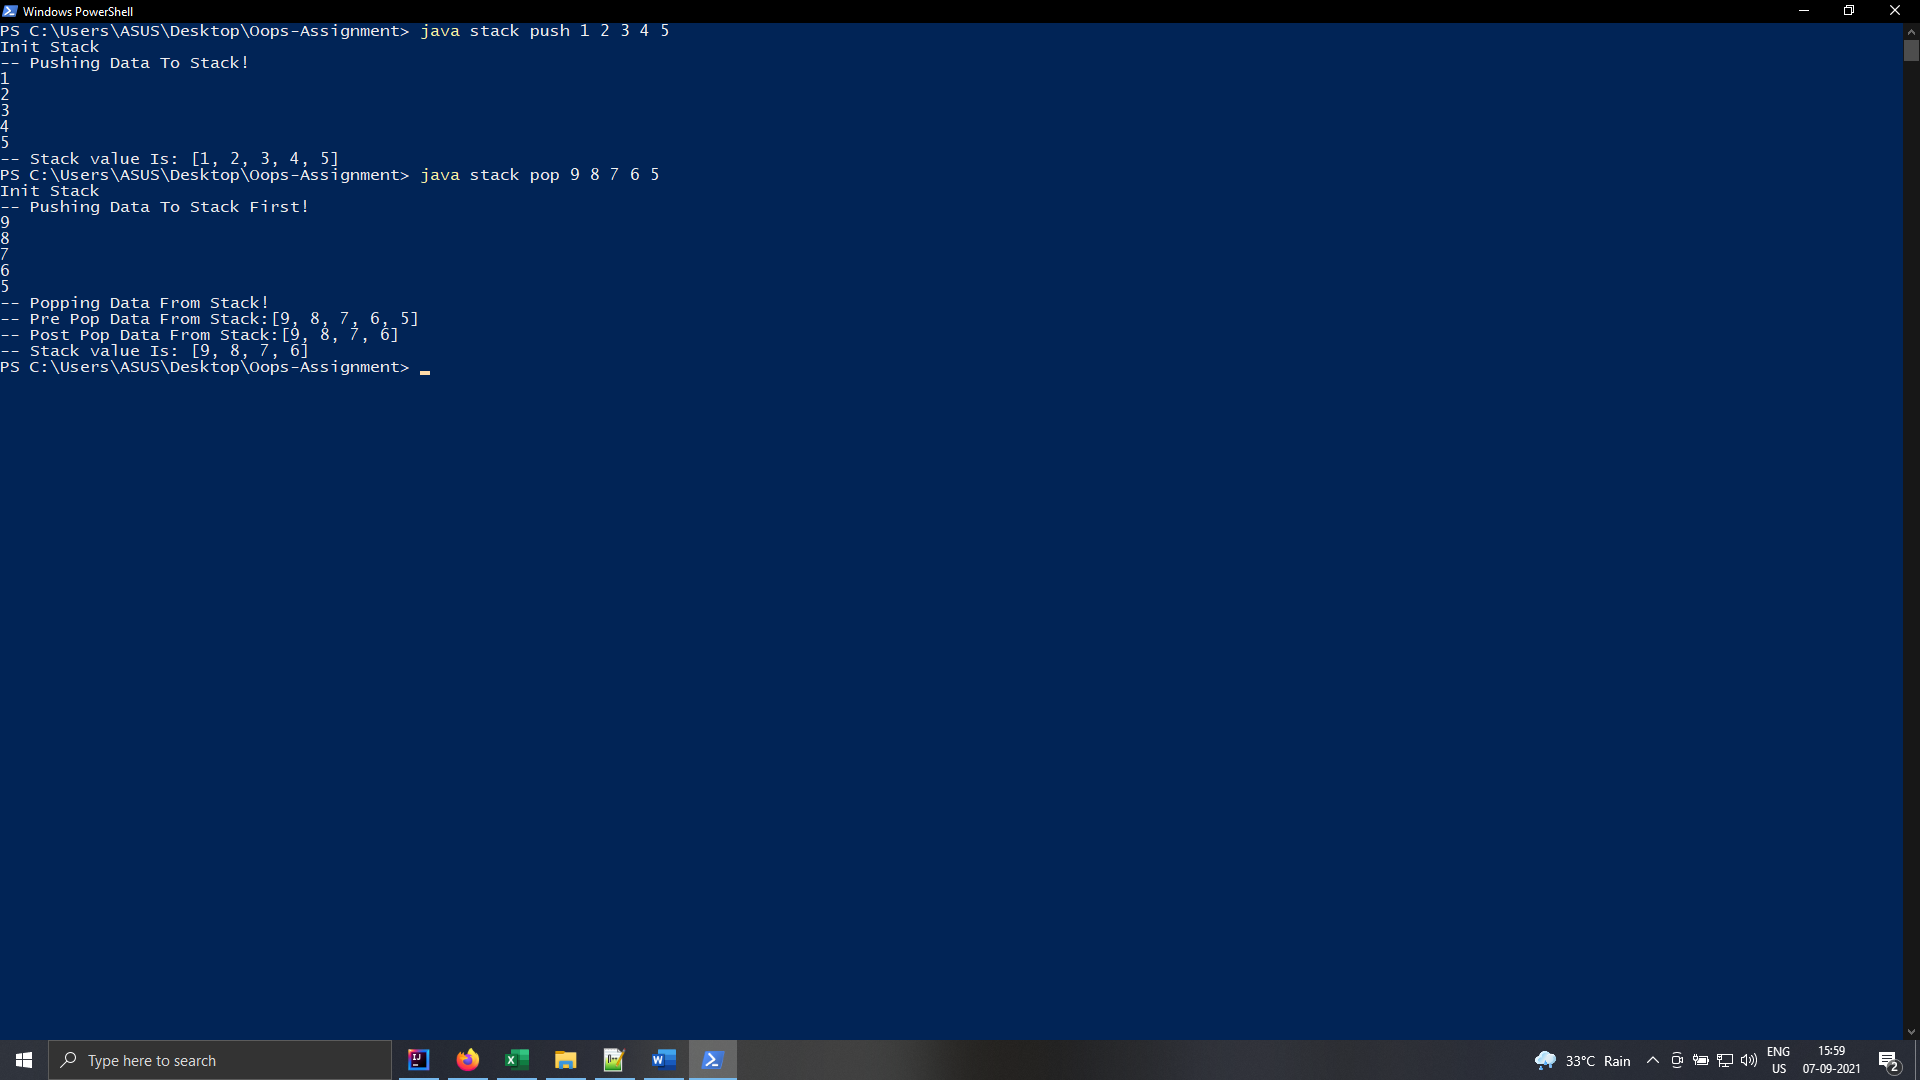 Windows PowerShell
PS C:\Users\ASUS\Desktop\Oops-Assignment> java stack push 1 2 3 4 5
Init Stack
-- Pushing Data To Stack!
1
2
3
4
5
-- Stack value Is: [1, 2, 3, 4, 5]
PS C:\Users\ASUS\Desktop\Oops-Assignment> java stack pop 9 8 7 6 5
Init Stack
-- Pushing Data To Stack First!
9
8
7
6
5
-- Popping Data From Stack!
-- Pre Pop Data From Stack:[9, 8, 7, 6, 5]
-- Post Pop Data From Stack:[9, 8, 7, 6]
-- Stack value Is: [9, 8, 7, 6]
PS C:\Users\ASUS\Desktop\Oops-Assignment>
Type here to search
33°C Rain
ENG
US
15:59
07-09-2021
2